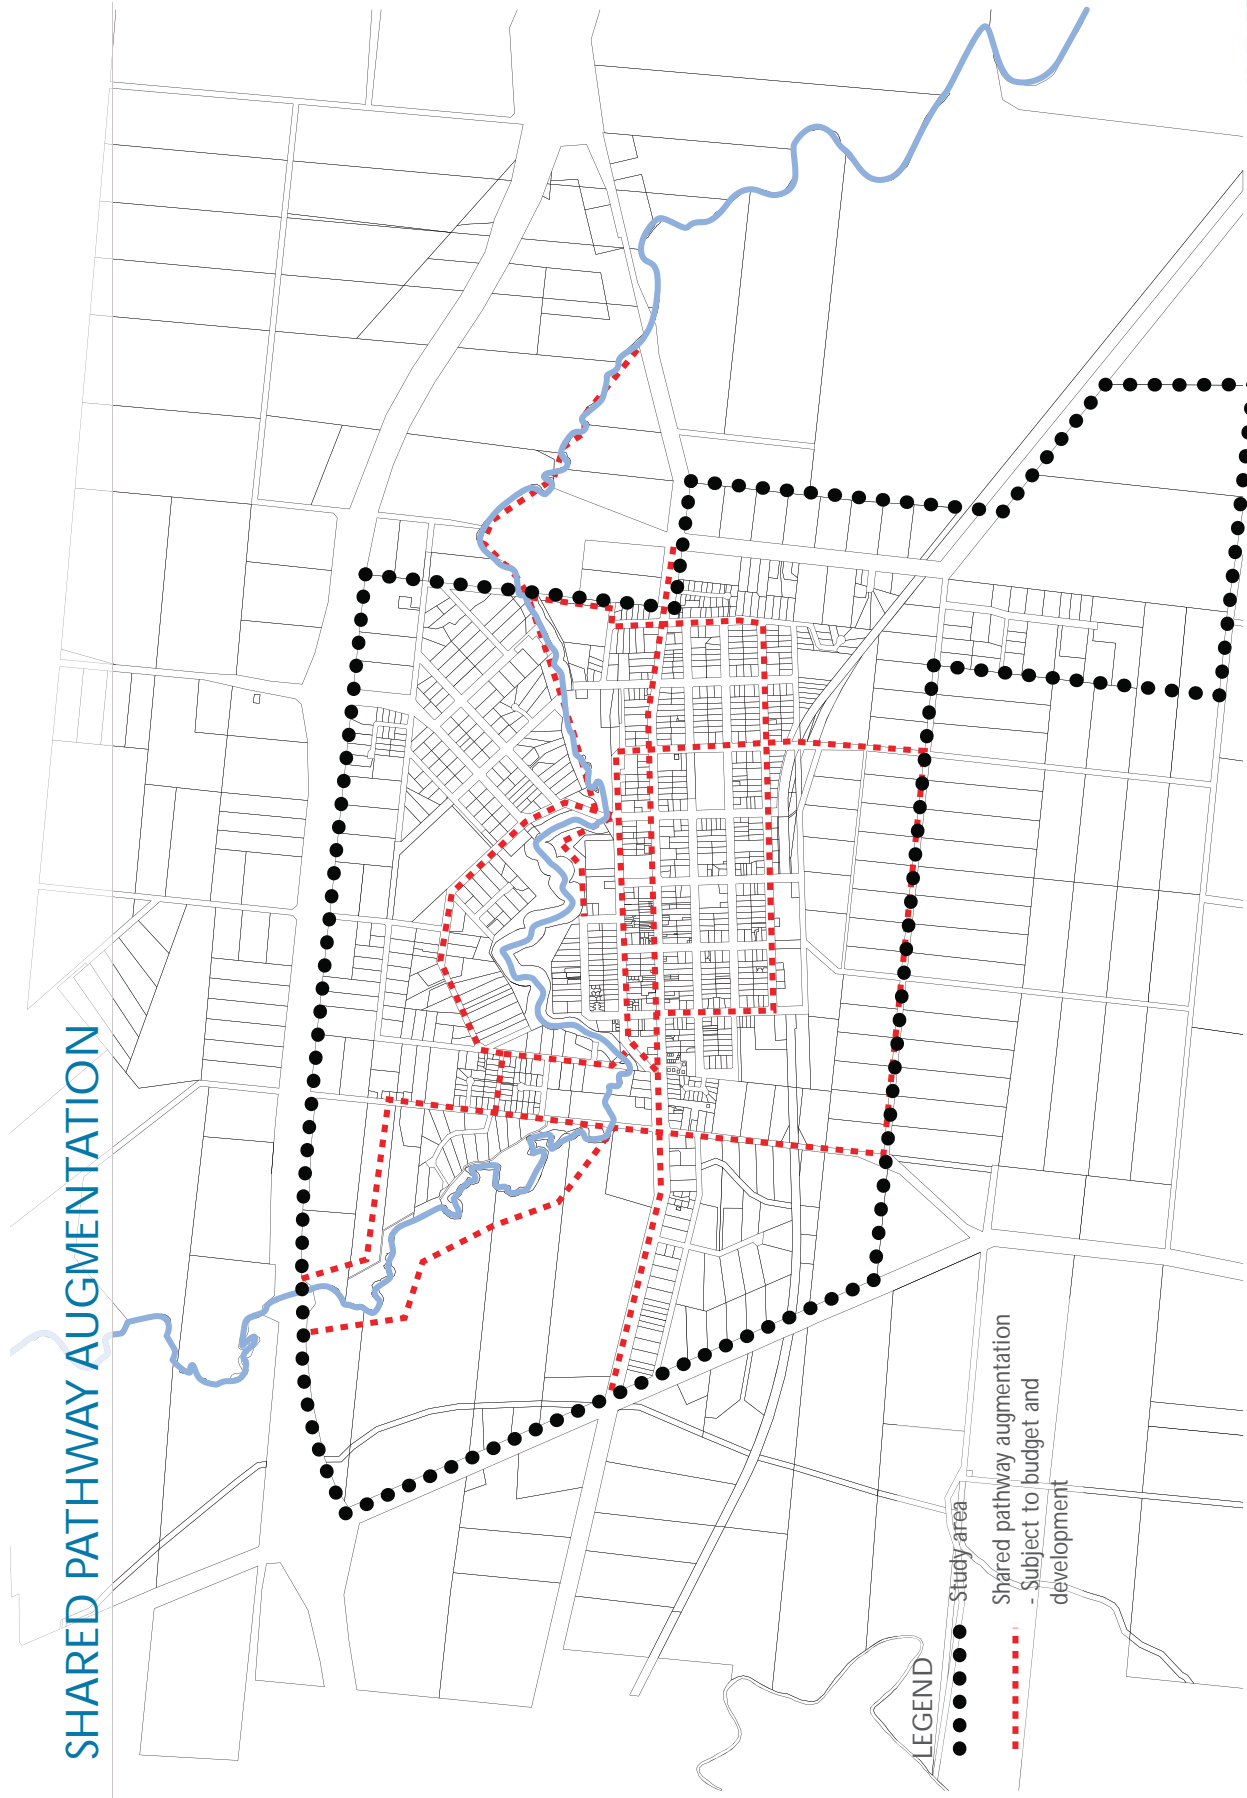 SHARED PATHWAY AUGMENTATION
LEGEND
Study area
Shared pathway augmentation
- Subject to budget and
development